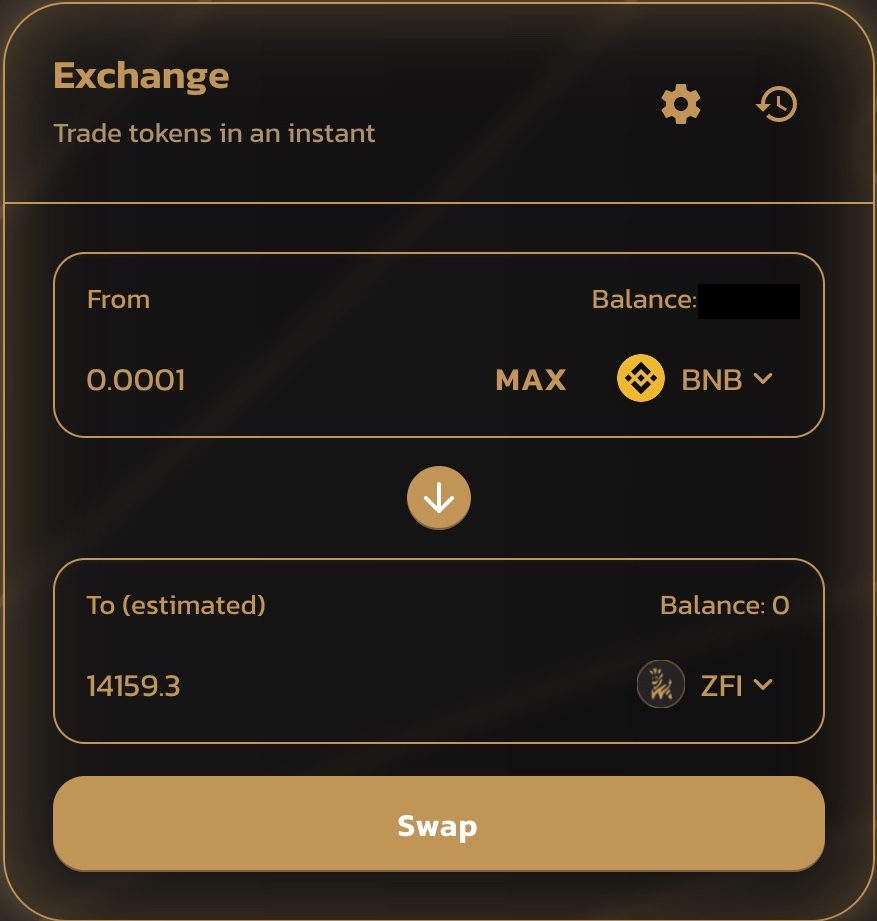 Exchange
Trade tokens in an instant
From
Balance:
0.0001
MAX
BNB
To (estimated)
Balance: 0
14159.3
ZFI
Swap